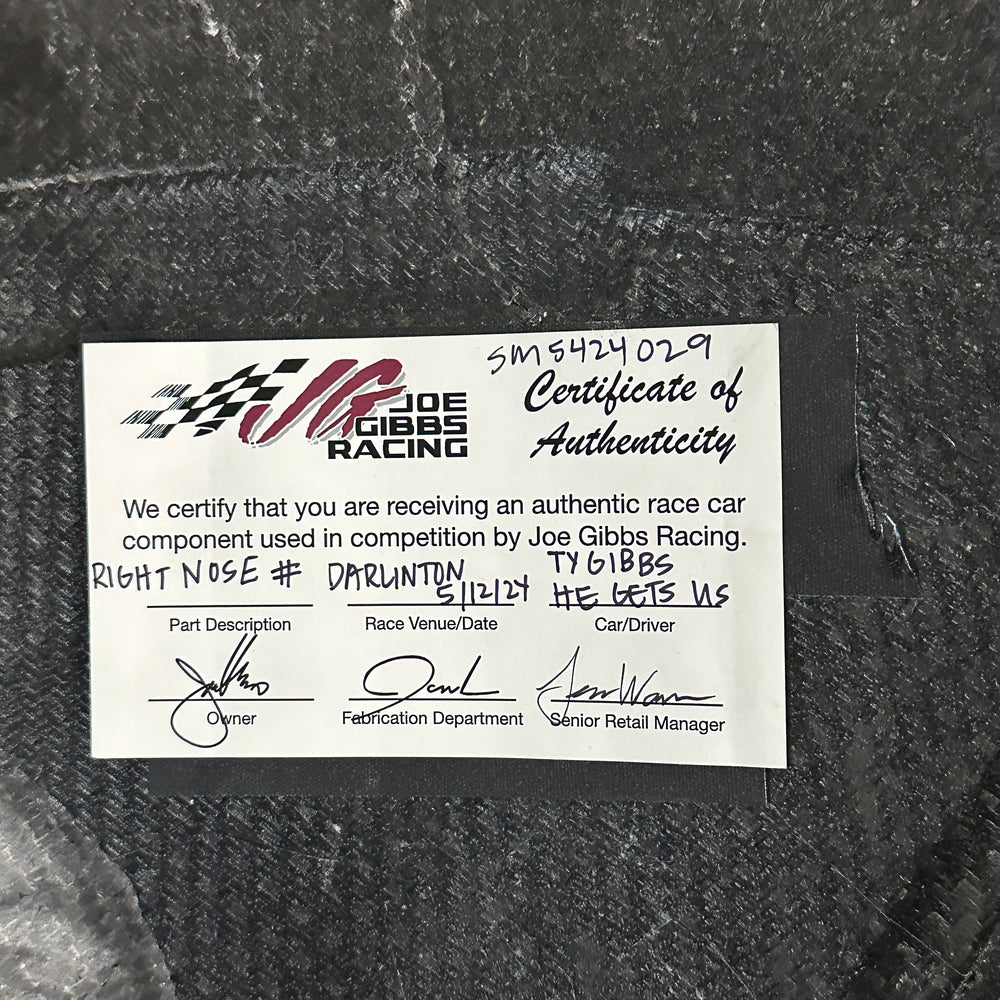 SM5424029
JG JOE
GIBBS
RACING
Certificate of
Authenticity
We certify that you are receiving an authentic race car
component used in competition by Joe Gibbs Racing.
RIGHT NOSE # DARLINTON 5/12/24 TY GIBBS
HE GETS US
Part Description Race Venue/Date Car/Driver
Owner Fabrication Department Senior Retail Manager